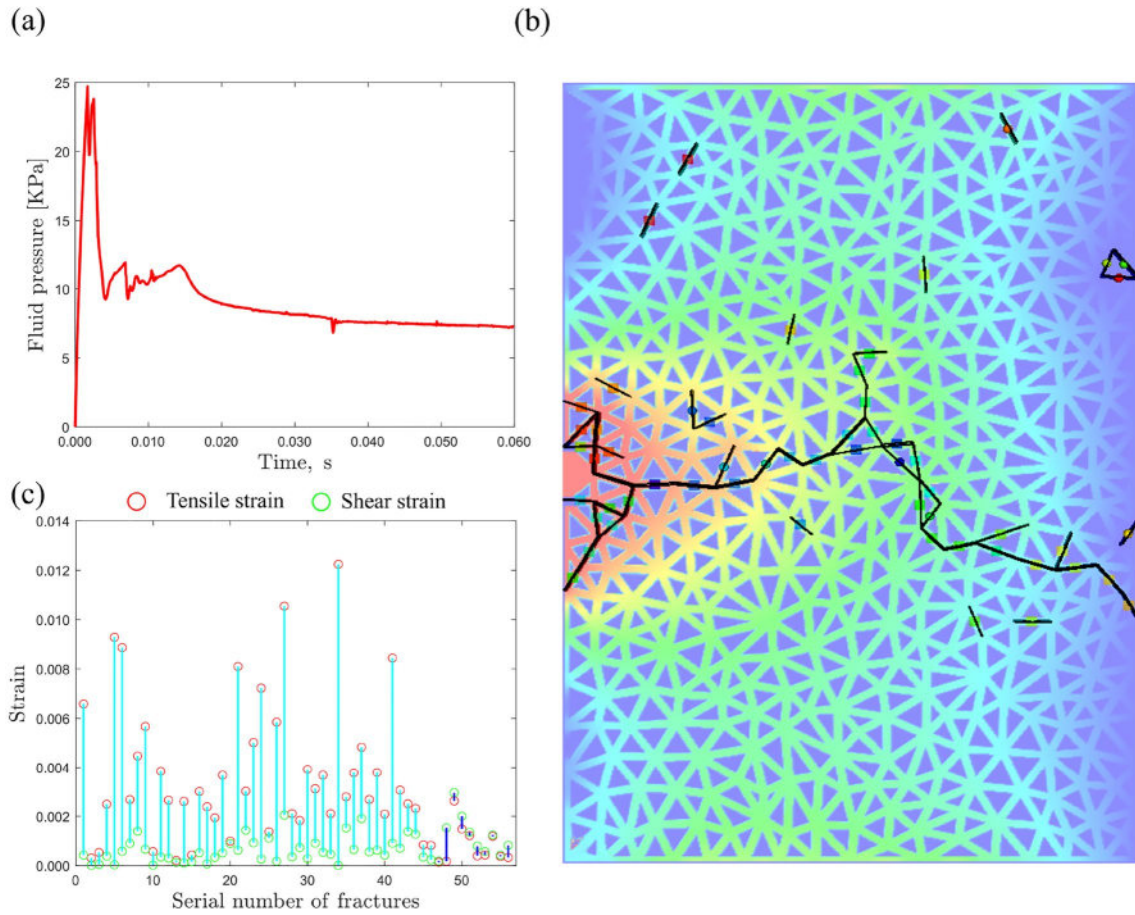 (a)
(b)
25
20
15
10
5
0
Fluid pressure [KPa]
0.000 0.010 0.020 0.030 0.040 0.050 0.060
Time, s
(c)
Tensile strain Shear strain
0.014
0.012
0.010
0.008
0.006
0.004
0.002
0.000
Strain
0 10 20 30 40 50
Serial number of fractures